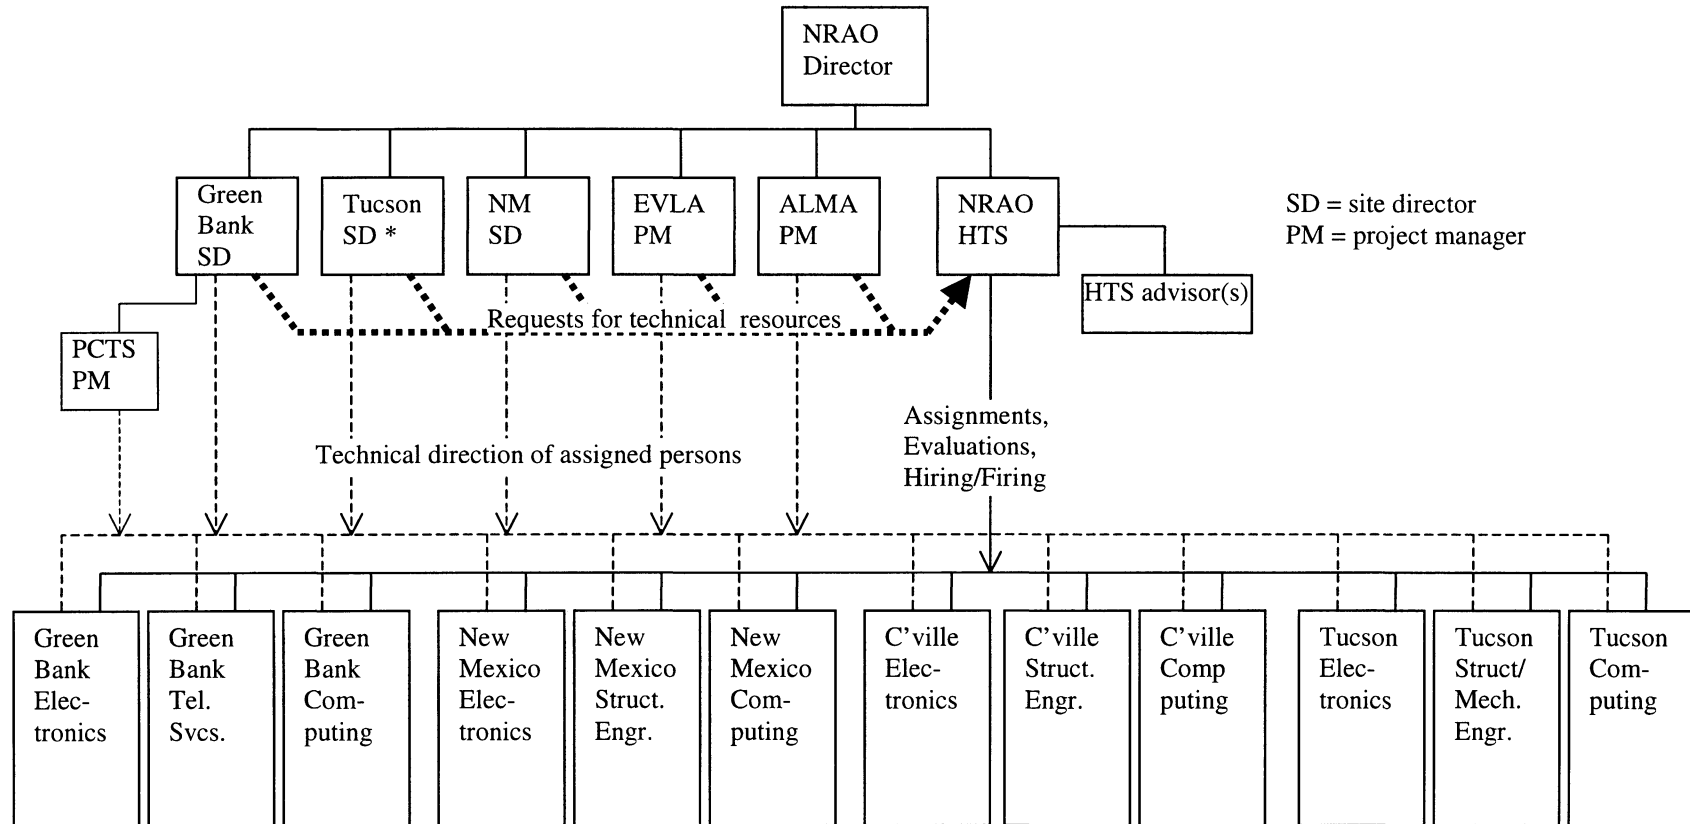 NRAO
Director
Green
Bank
SD
Tucson
SD *
NM
SD
EVLA
PM
ALMA
PM
NRAO
HTS
SD = site director
PM = project manager
HTS advisor(s)
Requests for technical resources
PCTS
PM
Technical direction of assigned persons
Assignments,
Evaluations,
Hiring/Firing
Green
Bank
Elec-
tronics
Green
Bank
Tel.
Svcs.
Green
Bank
Com-
puting
New
Mexico
Elec-
tronics
New
Mexico
Struct.
Engr.
New
Mexico
Com-
puting
C'ville
Elec-
tronics
C'ville
Struct.
Engr.
C'ville
Comp
puting
Tucson
Elec-
tronics
Tucson
Struct/
Mech.
Engr.
Tucson
Com-
puting